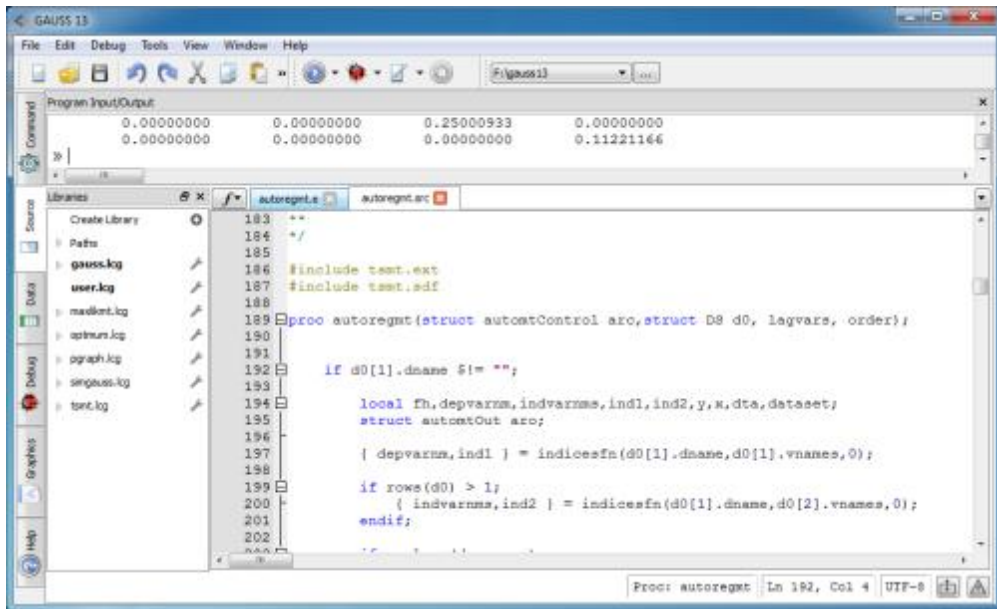 GAUSS 13
File Edit Debug Tools View Window Help
F:\gauss13
Program Input/Output
0.00000000 0.00000000 0.25000933 0.00000000
0.00000000 0.00000000 0.00000000 0.11221166
»
Command
Source
Data
Debug
Graphics
Help
Libraries
Create Library
Paths
gauss.lcg
user.lcg
maxlikmt.lcg
optmum.lcg
pgraph.lcg
simgauss.lcg
tsmt.lcg
autoregmt.e
autoregmt.src
183 **
184 */
185
186 #include tsmt.ext
187 #include tsmt.sdf
188
189 proc autoregmt(struct automtControl arc,struct DS d0, lagvars, order);
190
191
192 if d0[1].dname $!= "";
193
194 local fh,depvarnm,indvarnms,ind1,ind2,y,x,dta,dataset;
195 struct automtOut aro;
196
197 { depvarnm,ind1 } = indicesfn(d0[1].dname,d0[1].vnames,0);
198
199 if rows(d0) > 1;
200 { indvarnms,ind2 } = indicesfn(d0[1].dname,d0[2].vnames,0);
201 endif;
202
Proc: autoregmt Ln 192, Col 4 UTF-8